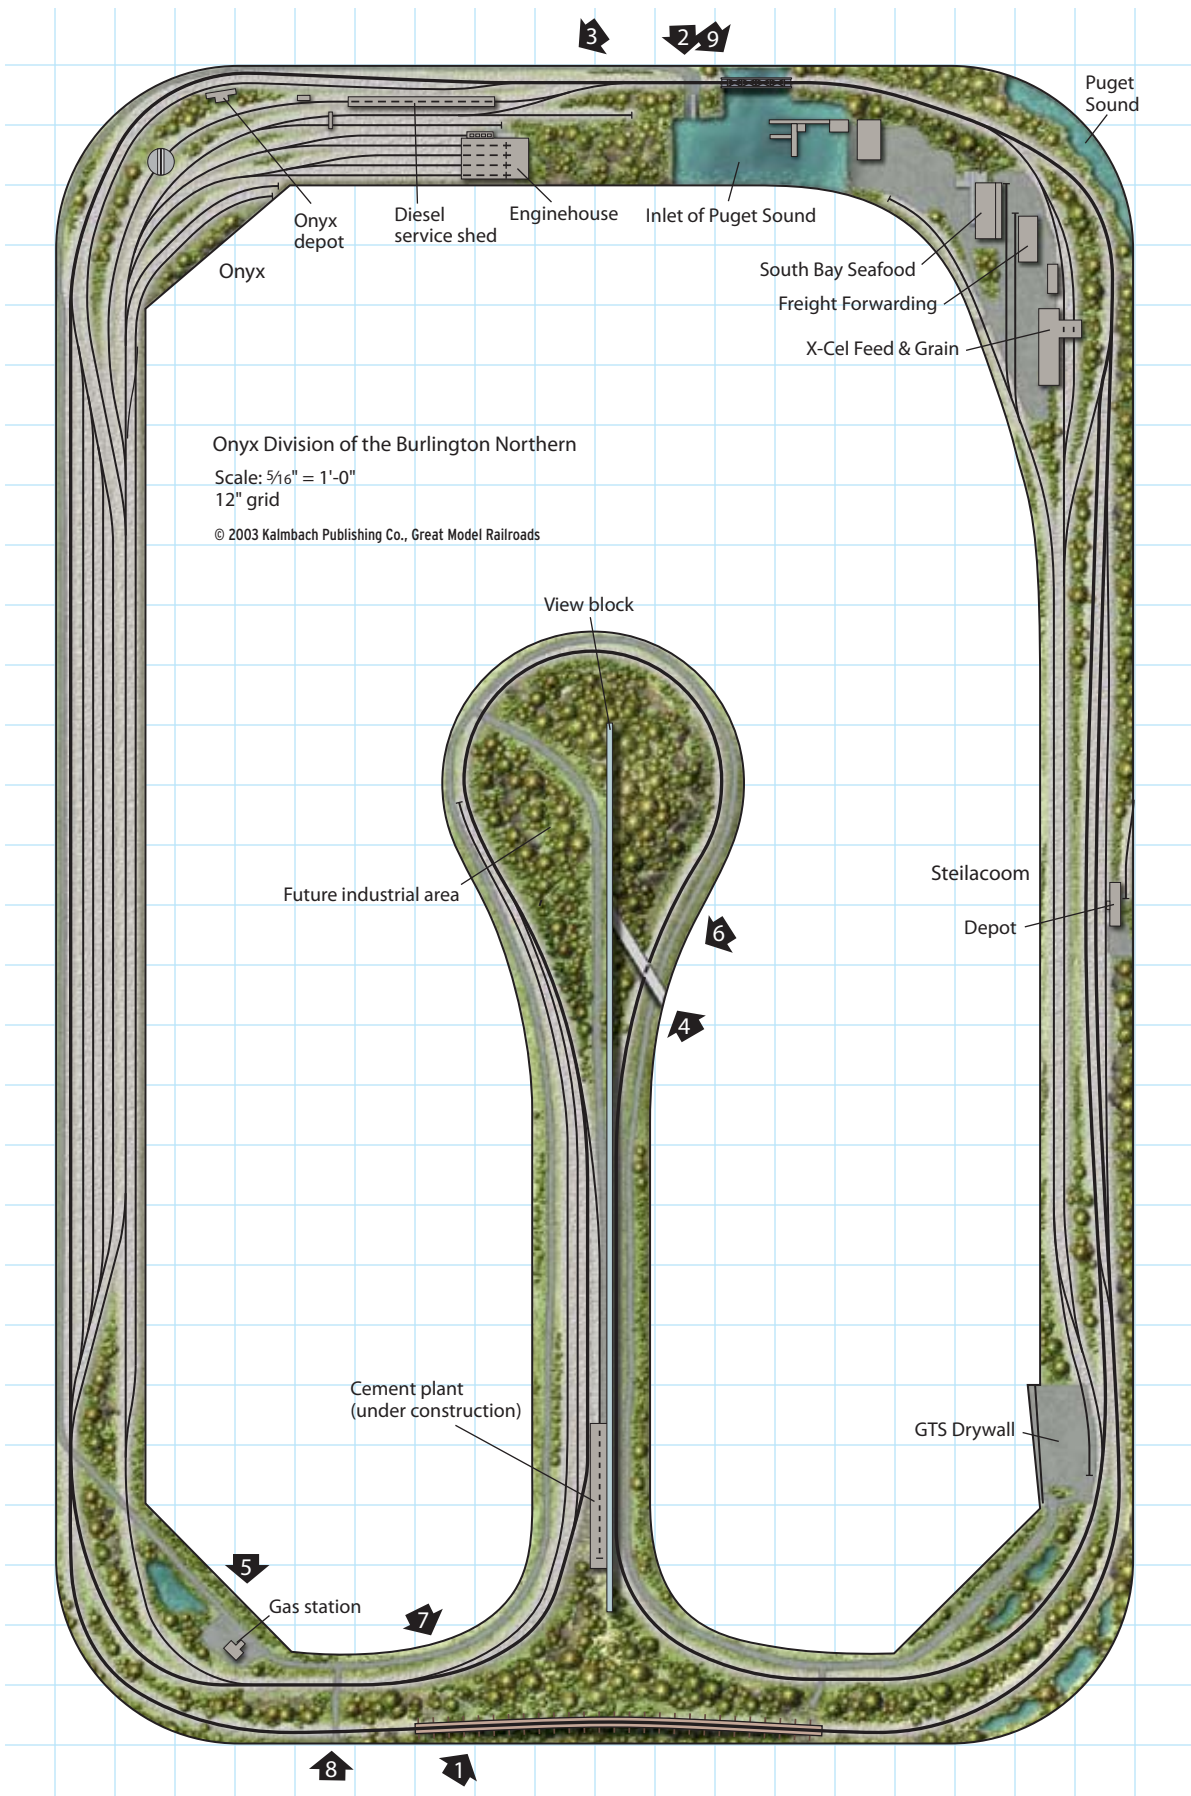 3
2
9
Puget
Sound
Onyx
depot
Diesel
service shed
Enginehouse
Inlet of Puget Sound
Onyx
South Bay Seafood
Freight Forwarding
X-Cel Feed & Grain
Onyx Division of the Burlington Northern
Scale: 5/16" = 1'-0"
12" grid
© 2003 Kalmbach Publishing Co., Great Model Railroads
View block
Future industrial area
Steilacoom
Depot
6
4
Cement plant
(under construction)
GTS Drywall
5
Gas station
7
8
1